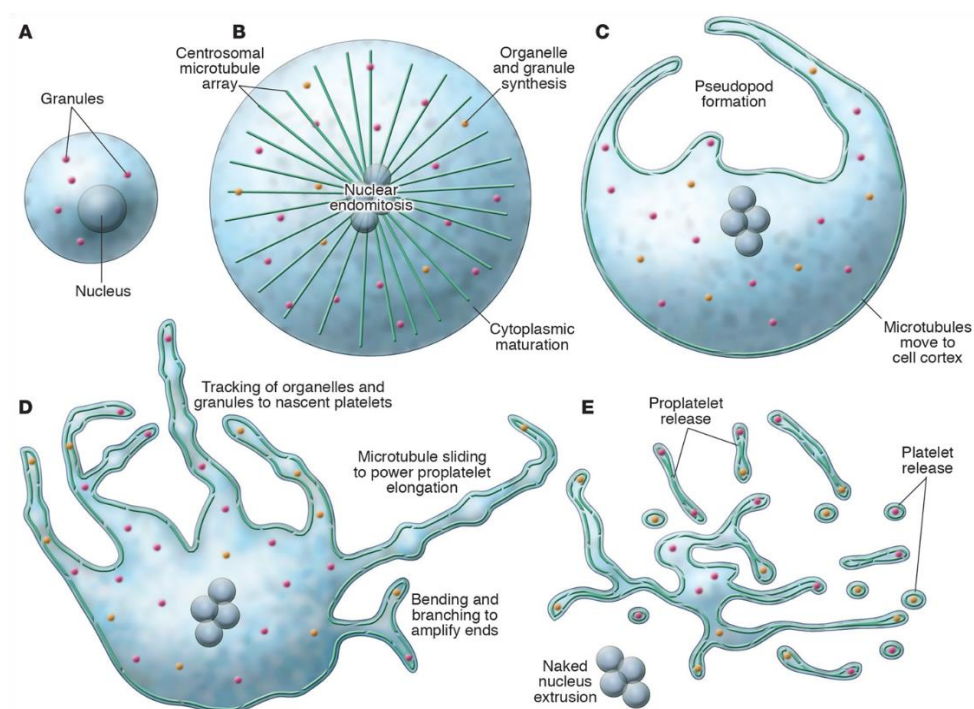 A
Granules
Nucleus
B
Centrosomal
microtubule
array
Organelle
and granule
synthesis
Nuclear
endomitosis
Cytoplasmic
maturation
C
Pseudopod
formation
Microtubules
move to
cell cortex
D
Tracking of organelles and
granules to nascent platelets
Microtubule sliding
to power proplatelet
elongation
Bending and
branching to
amplify ends
E
Proplatelet
release
Platelet
release
Naked
nucleus
extrusion